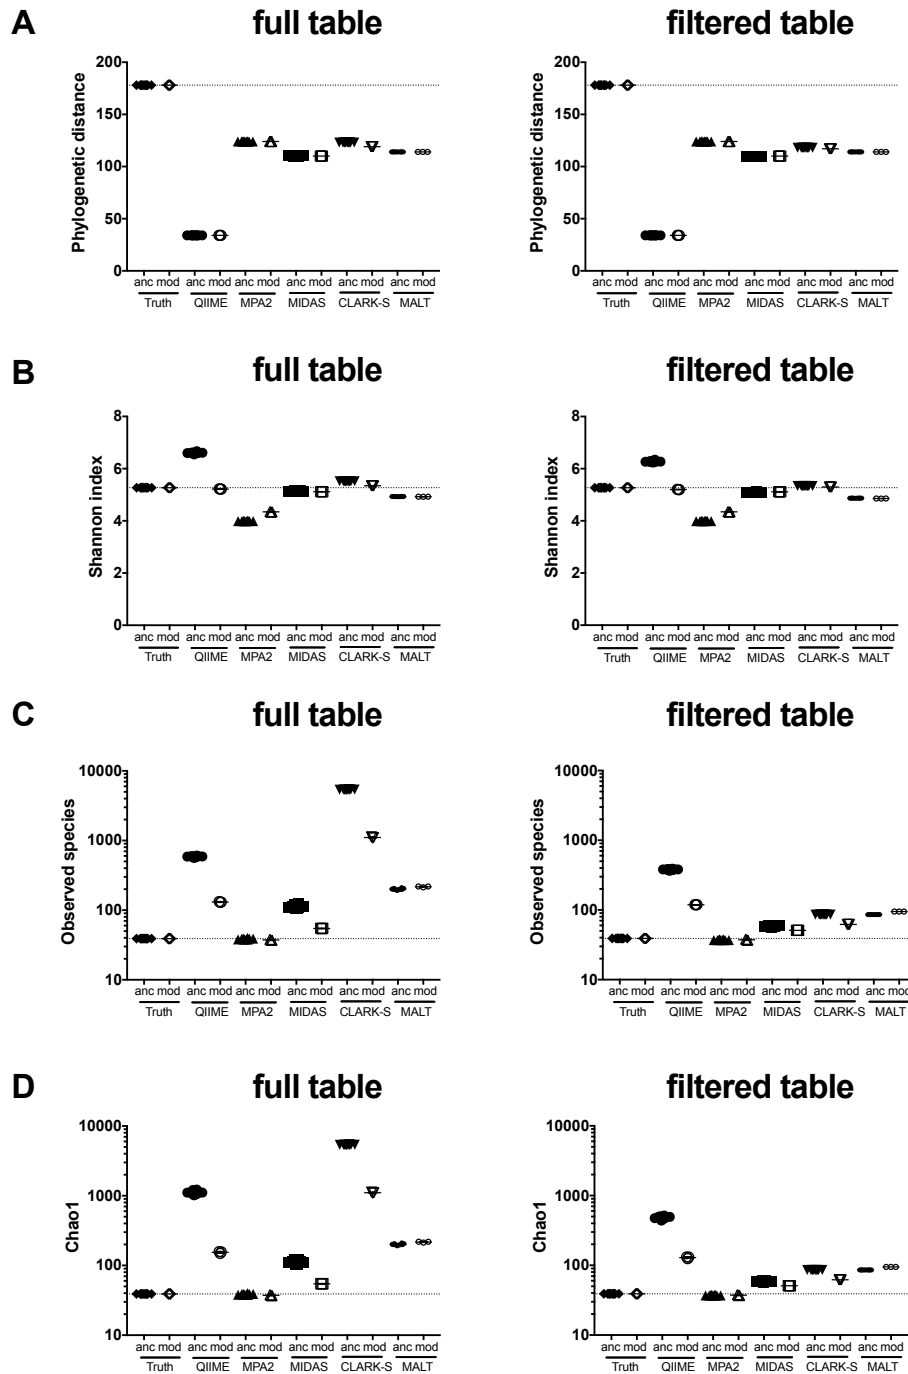 A full table filtered table
200 200
150 150
100 100
50 50
0 0
Phylogenetic distance Phylogenetic distance
anc mod anc mod anc mod anc mod anc mod anc mod anc mod anc mod anc mod anc mod anc mod anc mod
Truth QIIME MPA2 MIDAS CLARK-S MALT Truth QIIME MPA2 MIDAS CLARK-S MALT
B full table filtered table
8 8
6 6
4 4
2 2
0 0
Shannon index Shannon index
anc mod anc mod anc mod anc mod anc mod anc mod anc mod anc mod anc mod anc mod anc mod anc mod
Truth QIIME MPA2 MIDAS CLARK-S MALT Truth QIIME MPA2 MIDAS CLARK-S MALT
C full table filtered table
10000 10000
1000 1000
100 100
10 10
Observed species Observed species
anc mod anc mod anc mod anc mod anc mod anc mod anc mod anc mod anc mod anc mod anc mod anc mod
Truth QIIME MPA2 MIDAS CLARK-S MALT Truth QIIME MPA2 MIDAS CLARK-S MALT
D full table filtered table
10000 10000
1000 1000
100 100
10 10
Chao1 Chao1
anc mod anc mod anc mod anc mod anc mod anc mod anc mod anc mod anc mod anc mod anc mod anc mod
Truth QIIME MPA2 MIDAS CLARK-S MALT Truth QIIME MPA2 MIDAS CLARK-S MALT